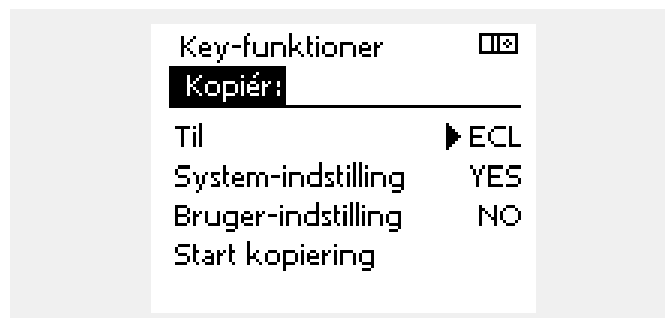 Key-funktioner
Kopiér:
Til ECL
System-indstilling YES
Bruger-indstilling NO
Start kopiering